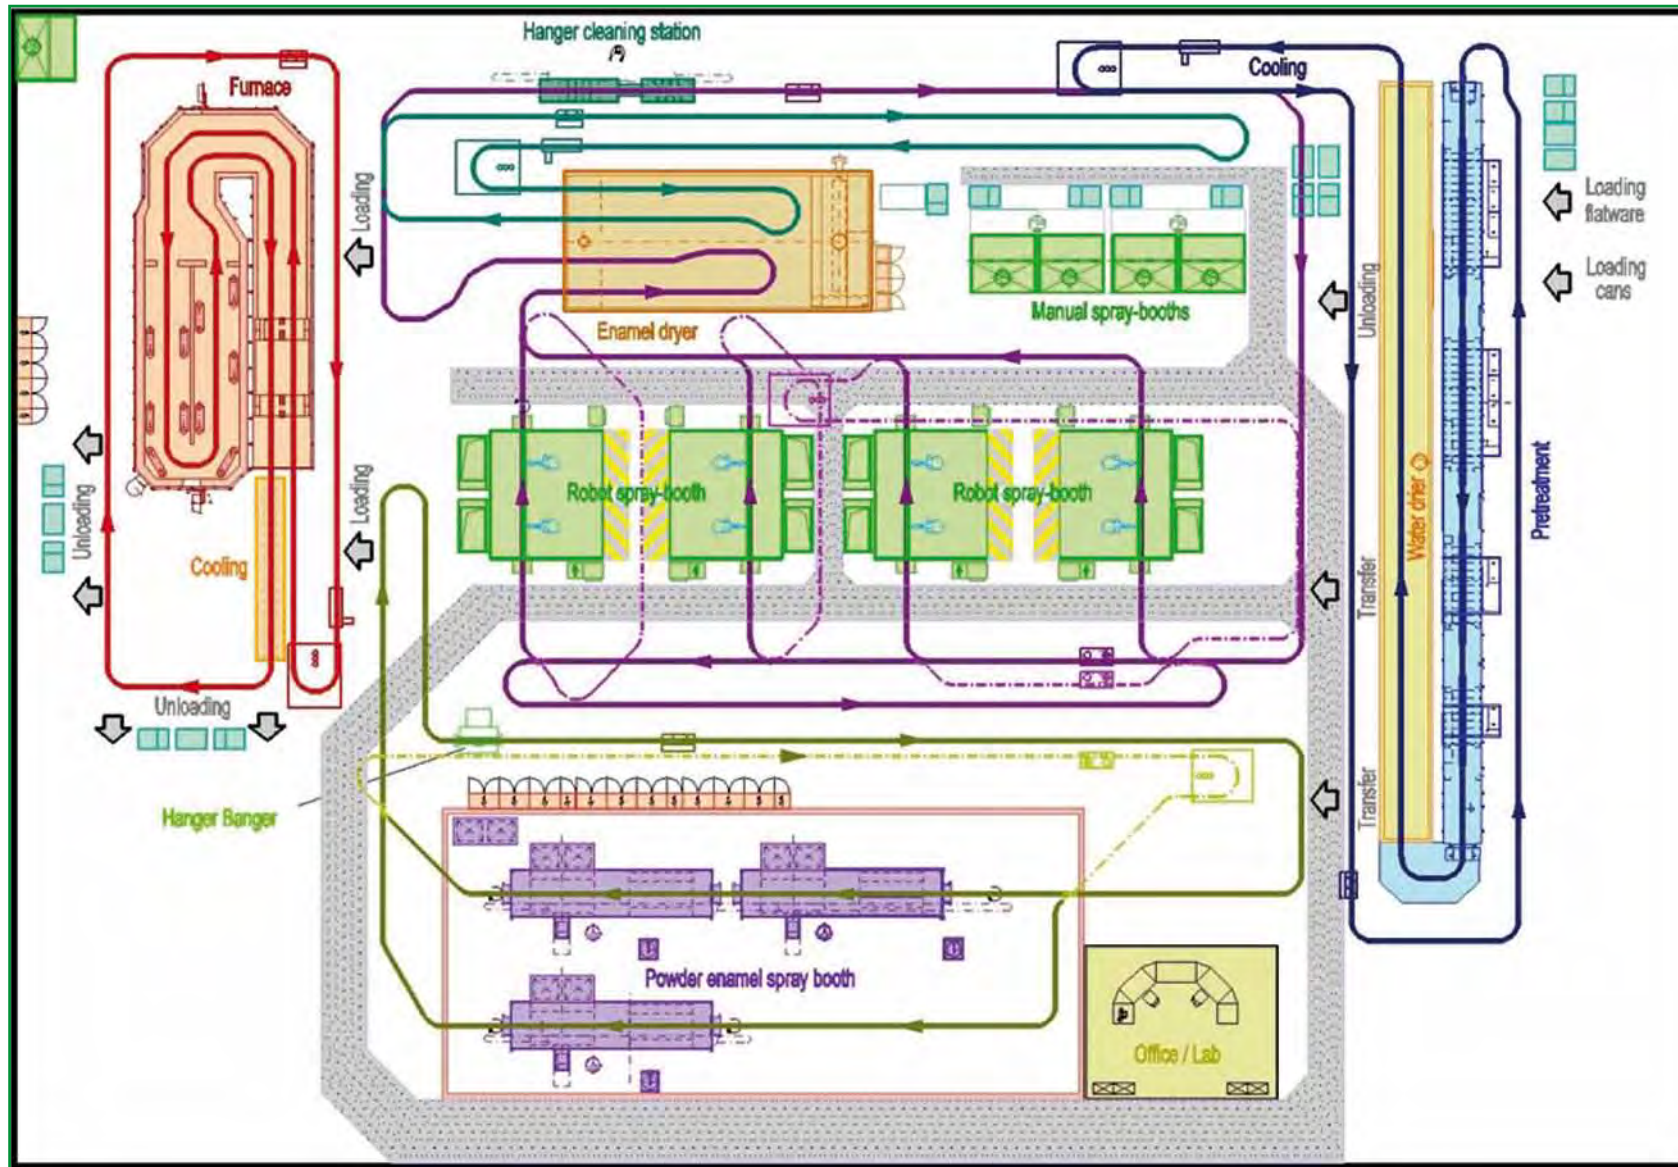 Hanger cleaning station
Furnace
Cooling
Loading
Loading
flatware
Loading
cans
Unloading
Manual spray-booths
Enamel dryer
Robot spray-booth
Robot spray-booth
Water drier
Pretreatment
Loading
Unloading
Cooling
Transfer
Unloading
Transfer
Hanger Banger
Powder enamel spray booth
Office / Lab